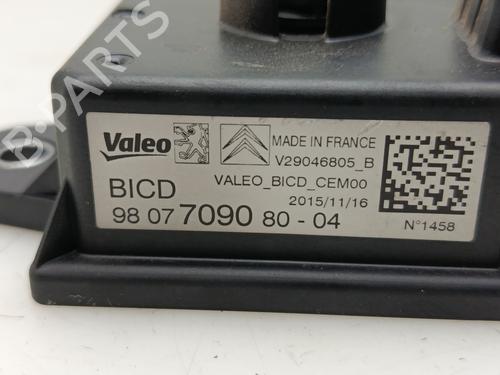 B-PARTS
Valeo
MADE IN FRANCE
V29046805_B
BICD
VALEO_BICD_CEM00
2015/11/16
98 07 7090 80 - 04
N°1458